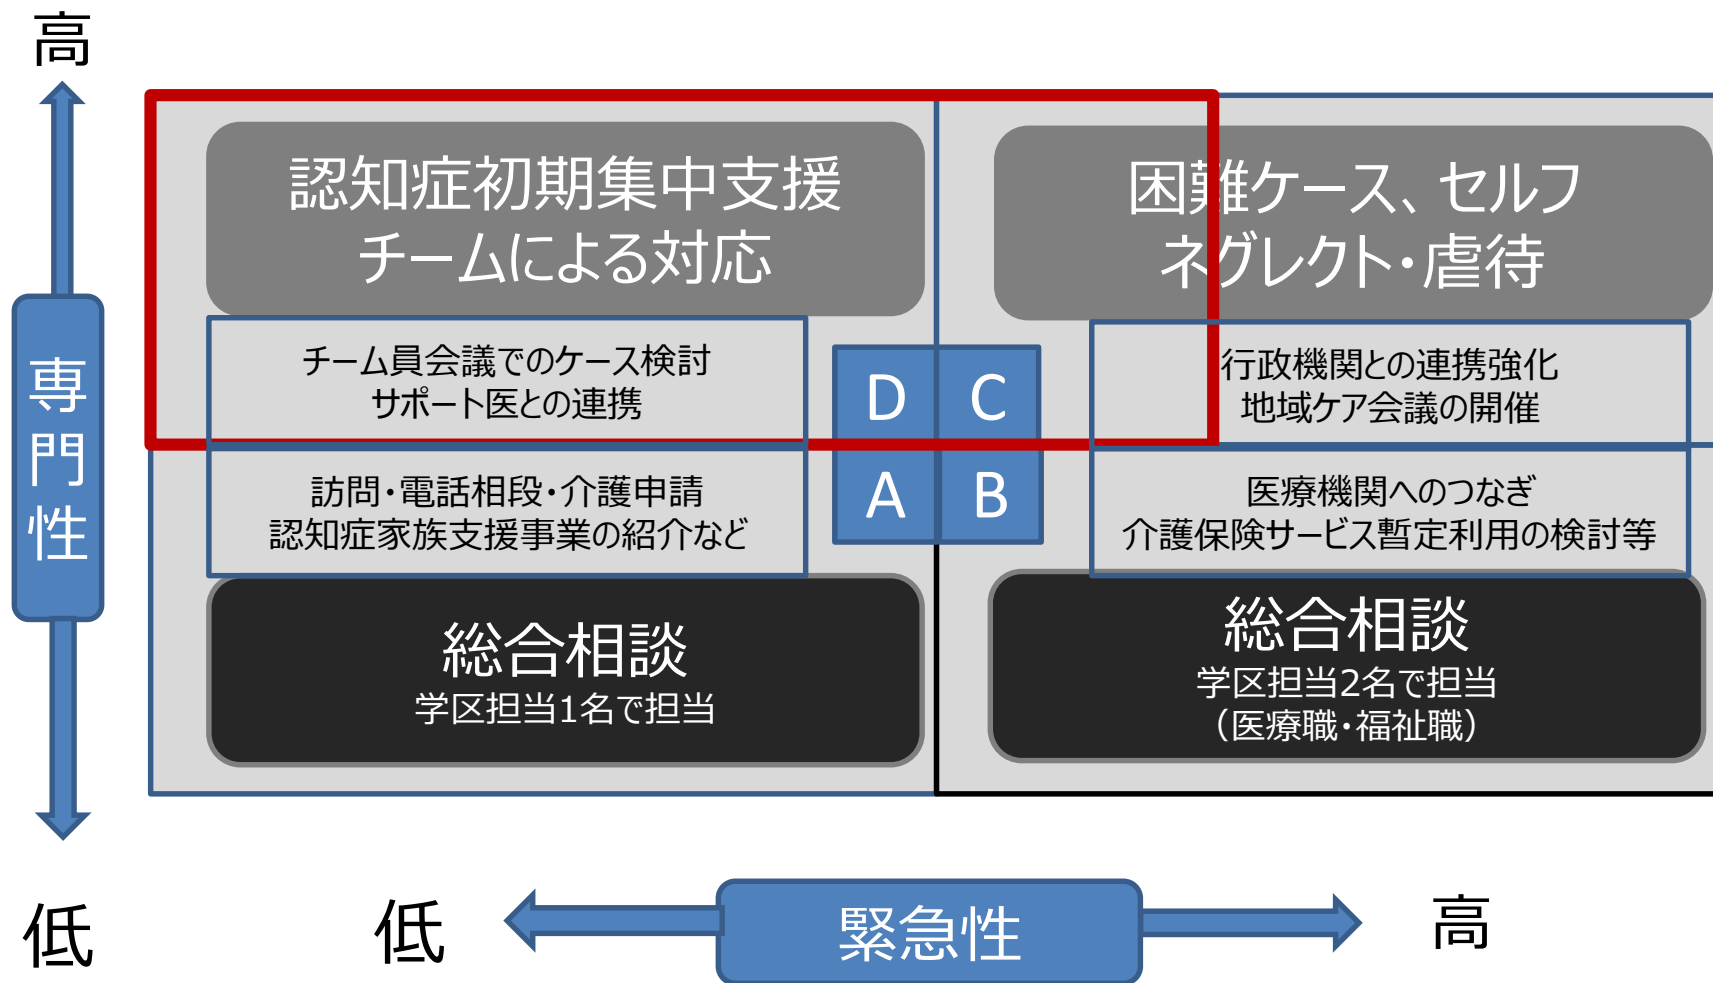 高
認知症初期集中支援
チームによる対応
困難ケース、セルフ
ネグレクト・虐待
チーム員会議でのケース検討
サポート医との連携
D
C
行政機関との連携強化
地域ケア会議の開催
専門性
訪問・電話相段・介護申請
認知症家族支援事業の紹介など
A
B
医療機関へのつなぎ
介護保険サービス暫定利用の検討等
総合相談
学区担当1名で担当
総合相談
学区担当2名で担当
（医療職・福祉職）
低
低
緊急性
高